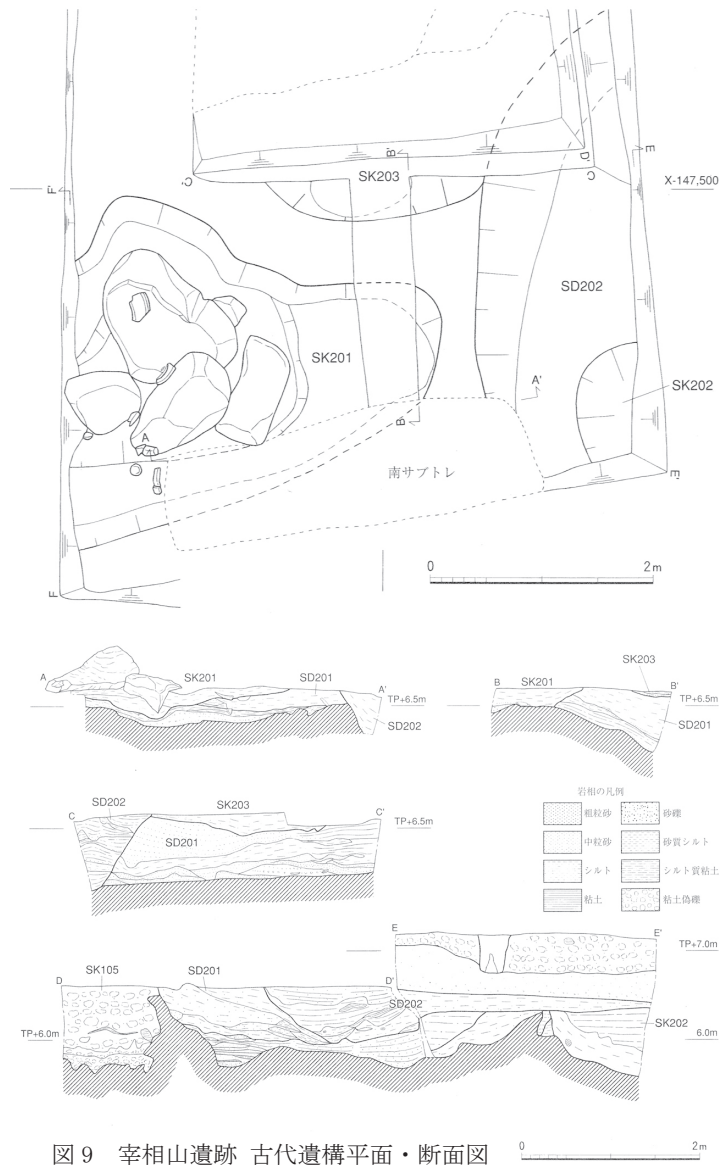 B' D' E
SK203 C
F' C' X-147,500
SD202
SK201
SK202
A'
A B
南サブトレ
E'
0 2m
F
SK203
A SK201 SD201 A' B SK201 B'
TP+6.5m TP+6.5m
SD202 SD201
SD202 SK203 岩相の凡例
C C' 粗粒砂 砂礫
TP+6.5m
SD201 中粒砂 砂質シルト
シルト シルト質粘土
粘土 粘土偽礫
E E'
TP+7.0m
D SK105 SD201 D'
SD202
SK202
TP+6.0m 6.0m
図9 宰相山遺跡 古代遺構平面・断面図
0 2m